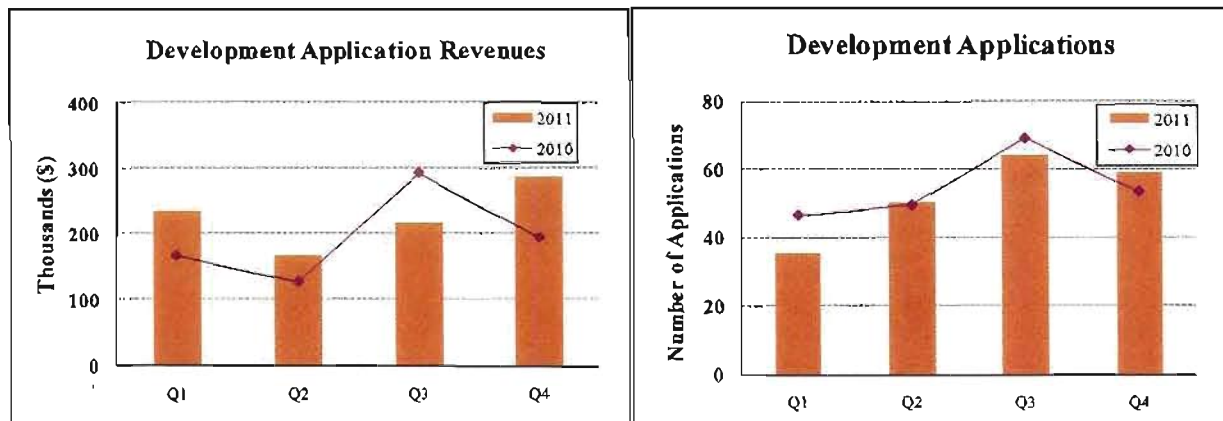 Development Application Revenues
Thousands ($)
400
300
200
100
0
2011
2010
Q1 Q2 Q3 Q4
Development Applications
Number of Applications
80
60
40
20
0
2011
2010
Q1 Q2 Q3 Q4